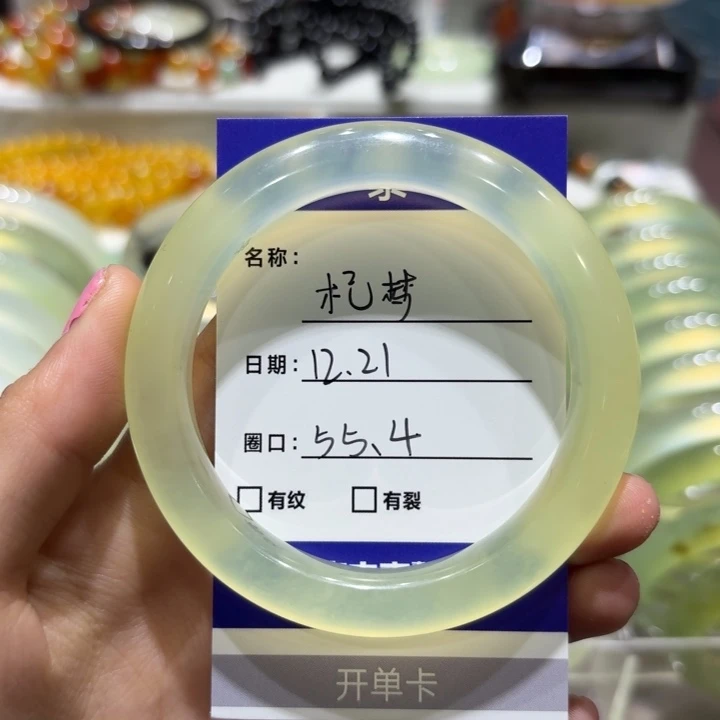 名称：
杞梦
日期：12.21
圈口：55.4
有纹 有裂
开单卡